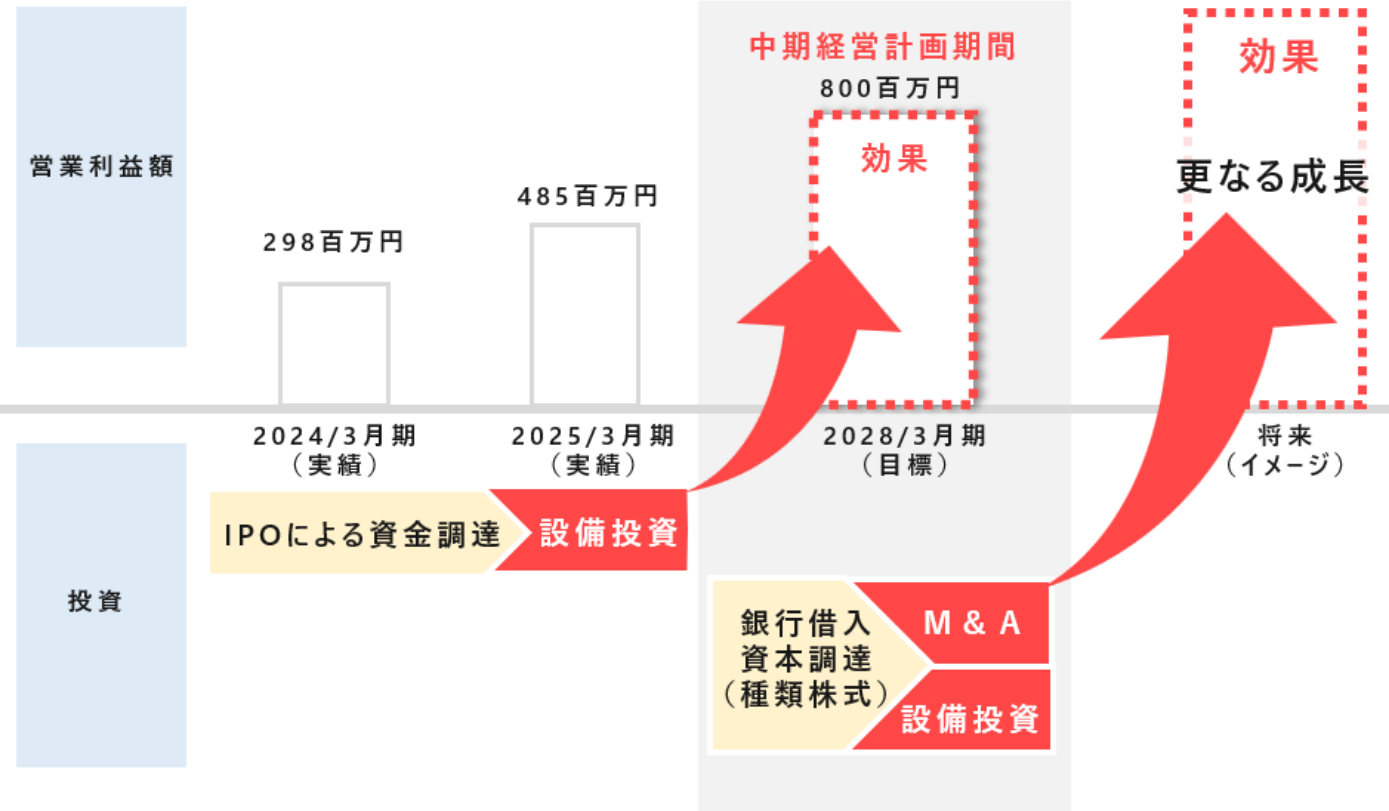 中期経営計画期間
800百万円
効果
効果
更なる成長
営業利益額
485百万円
298百万円
2024/3月期
（実績）
2025/3月期
（実績）
2028/3月期
（目標）
将来
（イメージ）
投資
IPOによる資金調達
設備投資
銀行借入
資本調達
（種類株式）
M & A
設備投資